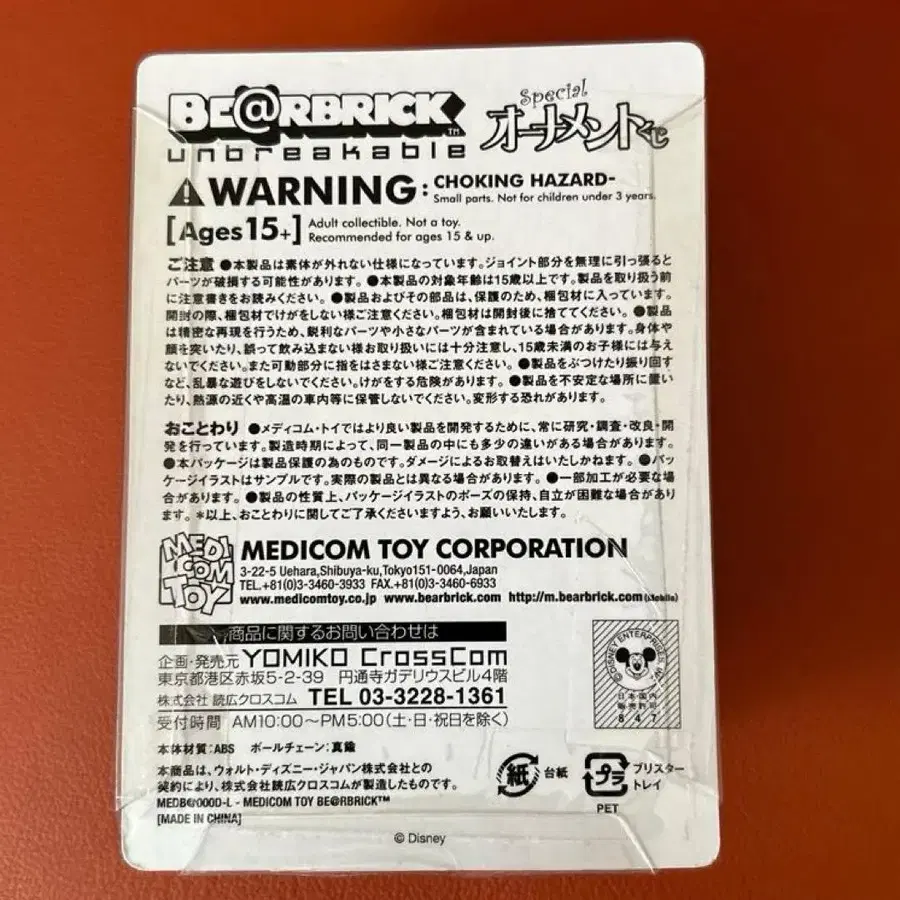 BE@RBRICK TM
unbreakable
Special
オーナメントくじ
WARNING: CHOKING HAZARD-
Small parts. Not for children under 3 years.
[Ages15+] Adult collectible. Not a toy.
Recommended for ages 15 & up.
ご注意 ●本製品は素体が外れない仕様になっています。ジョイント部分を無理に引っ張ると
パーツが破損する可能性があります。●本製品の対象年齢は15歳以上です。製品を取り扱う前
に注意書きをお読みください。●製品およびその部品は、保護のため、梱包材に入っています。
開封の際、梱包材でけがをしない様ご注意ください。梱包材は開封後に捨ててください。●製品
は精密な再現を行うため、鋭利なパーツや小さなパーツが含まれている場合があります。身体や
顔を突いたり、誤って飲み込まない様お取り扱いには十分注意し、15歳未満のお子様には与え
ないでください。また可動部分に指をはさまない様ご注意ください。●製品をぶつけたり振り回す
など、乱暴な遊びをしないでください。けがをする危険があります。●製品を不安定な場所に置い
たり、熱源の近くや高温の車内等に保管しないでください。変形する恐れがあります。
おことわり ●メディコム・トイではより良い製品を開発するために、常に研究・調査・改良・開
発を行っています。製造時期によって、同一製品の中にも多少の違いがある場合があります。
●本パッケージは製品保護の為のものです。ダメージによるお取替えはいたしかねます。●パッ
ケージイラストはサンプルです。実際の製品とは異なる場合があります。●一部加工が必要な場
合があります。●製品の性質上、パッケージイラストのポーズの保持、自立が困難な場合があり
ます。*以上、おことわりに関してご了承くださいますよう、お願いいたします。
MEDI
COM
TOY
MEDICOM TOY CORPORATION
3-22-5 Uehara,Shibuya-ku,Tokyo151-0064,Japan
TEL.+81(0)3-3460-3933 FAX.+81(0)3-3460-6933
www.medicomtoy.co.jp www.bearbrick.com http://m.bearbrick.com(Mobile)
商品に関するお問い合わせは
企画・発売元 YOMIKO CrossCom
東京都港区赤坂5-2-39 円通寺ガデリウスビル4階
株式会社 読広クロスコム TEL 03-3228-1361
受付時間 AM10:00〜PM5:00(土・日・祝日を除く)
©DISNEY ENTERPRISES, INC.
日本国内
販売許可
847
本体材質:ABS ボールチェーン:真鍮
本商品は、ウォルト・ディズニー・ジャパン株式会社との
契約により、株式会社読広クロスコムが製造したものです。
MEDB@000D-L - MEDICOM TOY BE@RBRICK™
[MADE IN CHINA]
紙 台紙
プラ ブリスター
トレイ
PET
© Disney